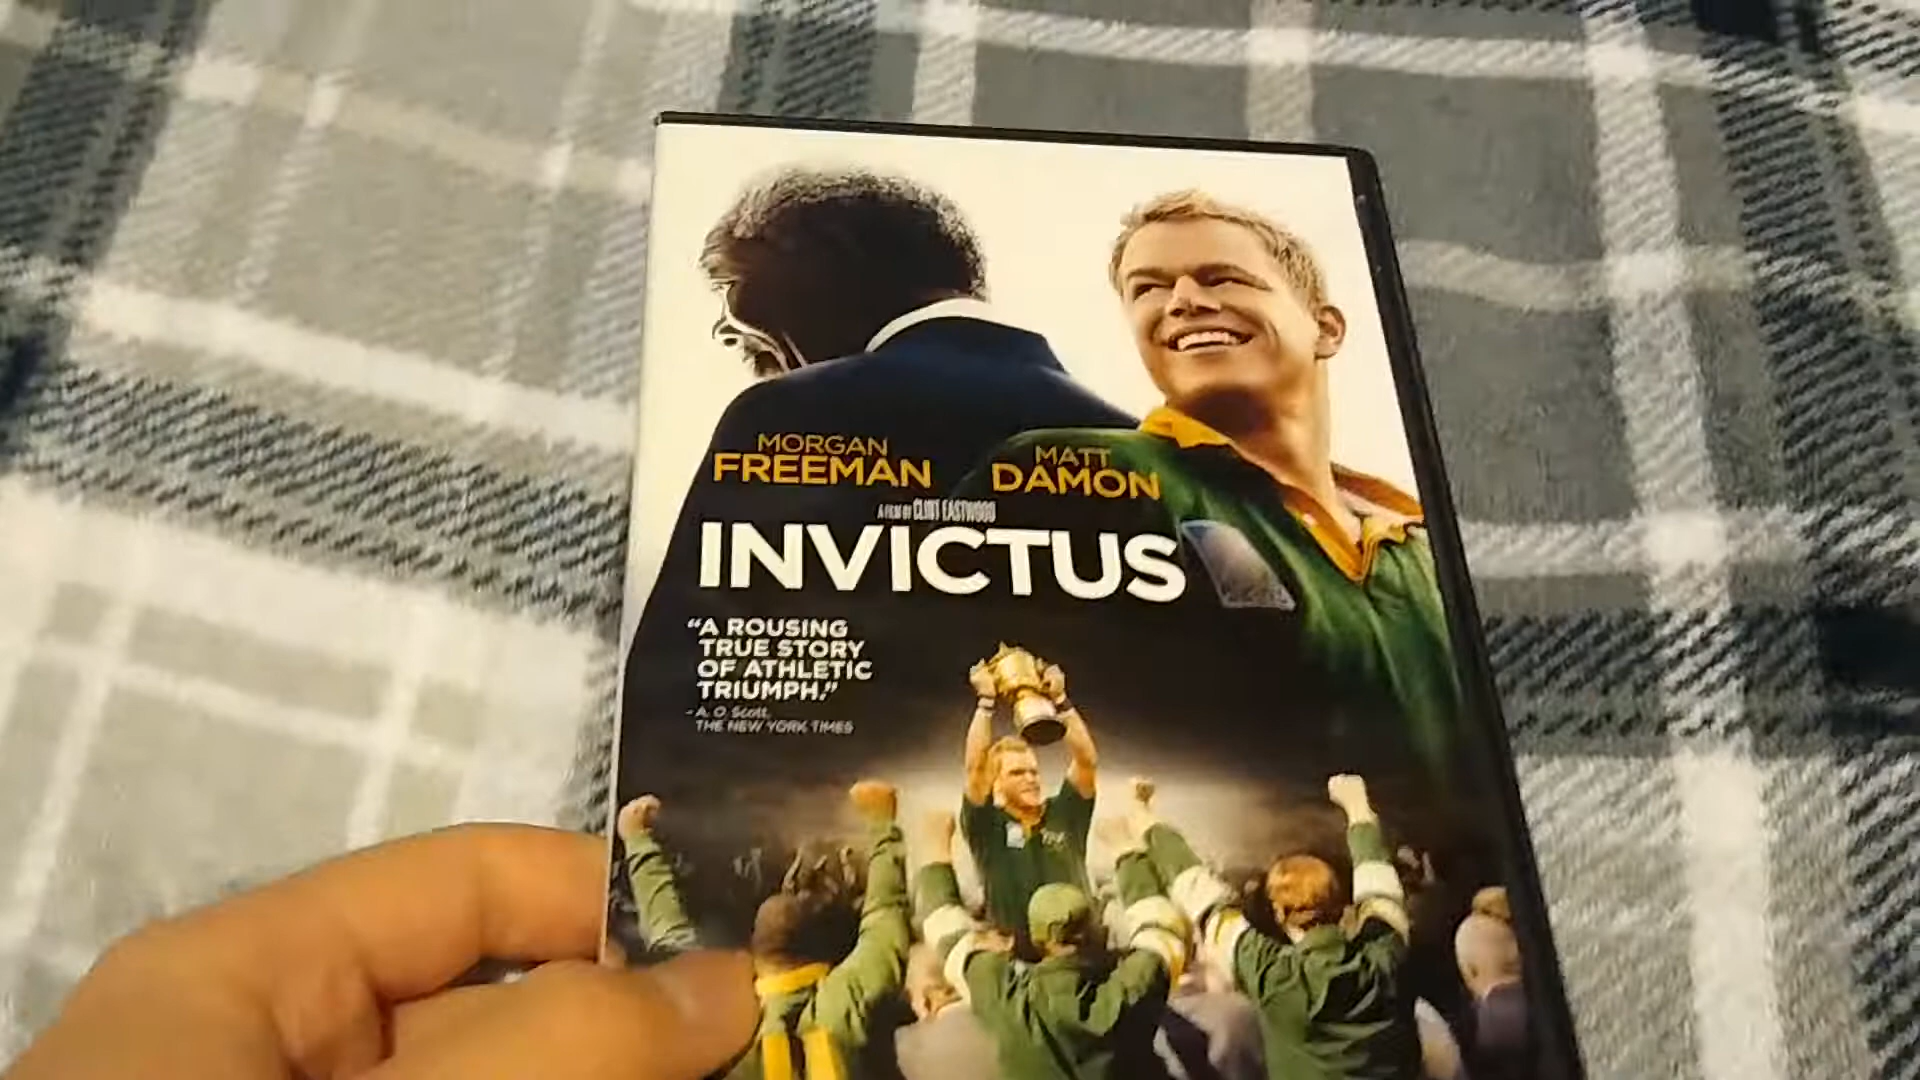 MORGAN
FREEMAN
MATT
DAMON
A FILM BY CLINT EASTWOOD
INVICTUS
“A ROUSING
TRUE STORY
OF ATHLETIC
TRIUMPH.”
- A. O. Scott,
THE NEW YORK TIMES